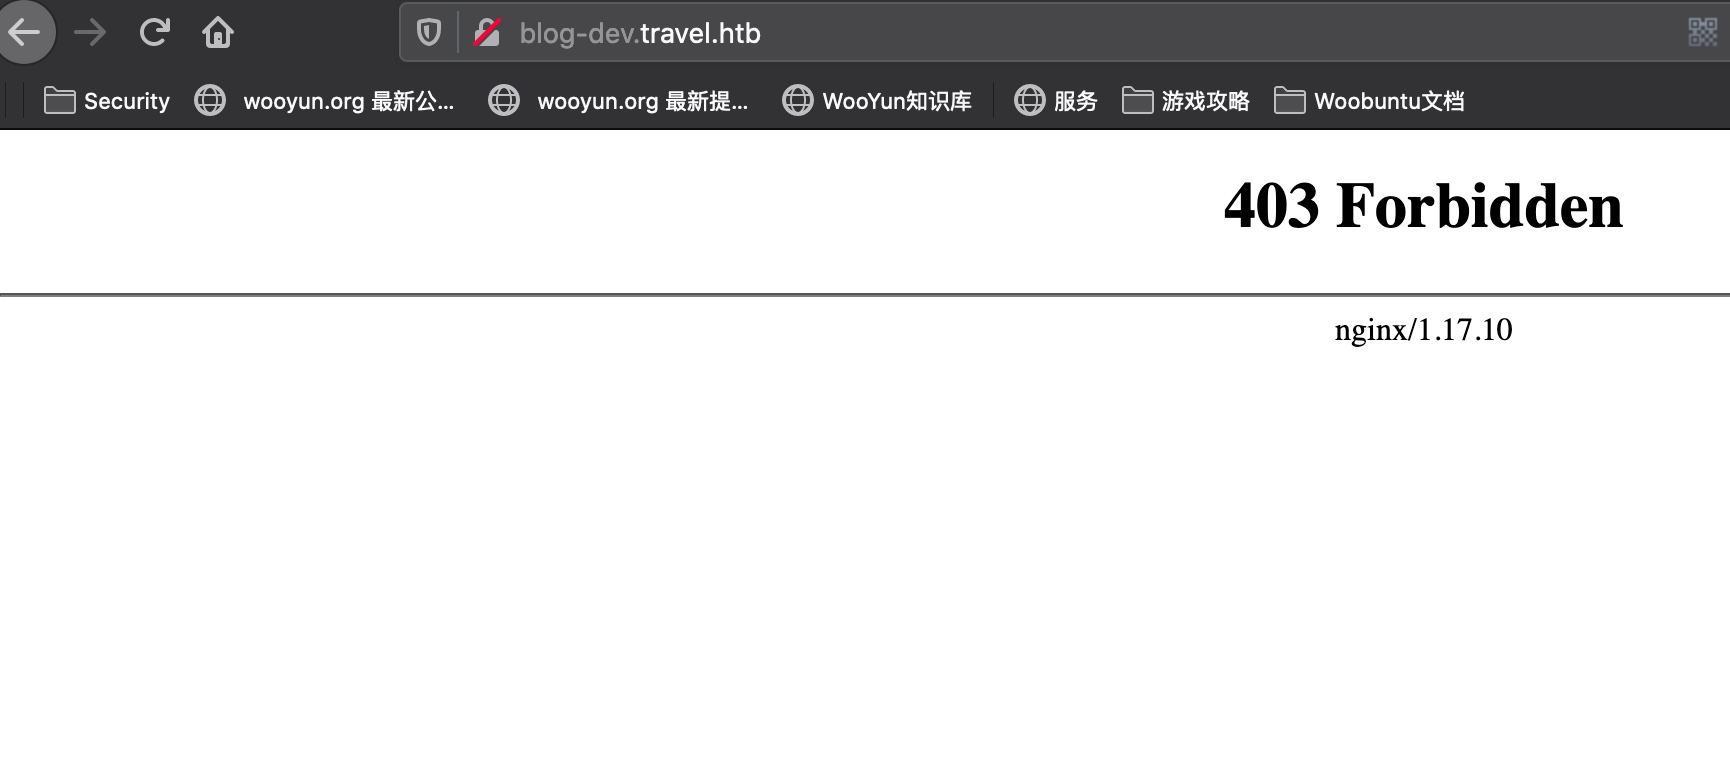 blog-dev.travel.htb
Security wooyun.org 最新公... wooyun.org 最新提... WooYun知识库 服务 游戏攻略 Woobuntu文档
403 Forbidden
nginx/1.17.10